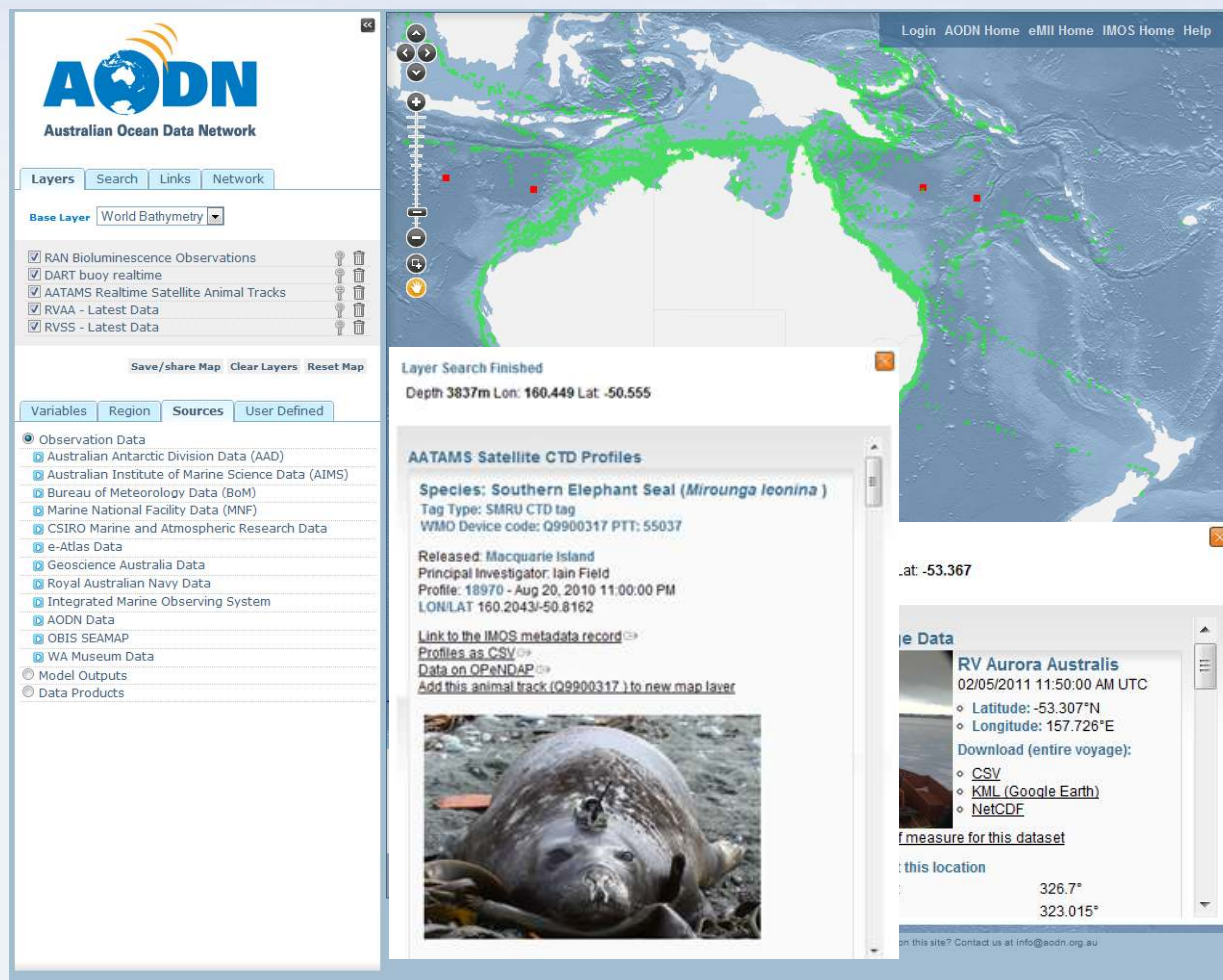 AODN
Australian Ocean Data Network
Layers Search Links Network
Base Layer World Bathymetry
RAN Bioluminescence Observations
DART buoy realtime
AATAMS Realtime Satellite Animal Tracks
RVAA - Latest Data
RVSS - Latest Data
Save/share Map Clear Layers Reset Map
Variables Region Sources User Defined
Observation Data
Australian Antarctic Division Data (AAD)
Australian Institute of Marine Science Data (AIMS)
Bureau of Meteorology Data (BoM)
Marine National Facility Data (MNF)
CSIRO Marine and Atmospheric Research Data
e-Atlas Data
Geoscience Australia Data
Royal Australian Navy Data
Integrated Marine Observing System
AODN Data
OBIS SEAMAP
WA Museum Data
Model Outputs
Data Products
Login AODN Home eMII Home IMOS Home Help
Layer Search Finished
Depth 3837m Lon: 160.449 Lat: -50.555
AATAMS Satellite CTD Profiles
Species: Southern Elephant Seal (Mirounga leonina )
Tag Type: SMRU CTD tag
WMO Device code: Q9900317 PTT: 55037
Released: Macquarie Island
Principal Investigator: Iain Field
Profile: 18970 - Aug 20, 2010 11:00:00 PM
LON/LAT 160.2043/-50.8162
Link to the IMOS metadata record
Profiles as CSV
Data on OPeNDAP
Add this animal track (Q9900317 ) to new map layer
Lat: -53.367
ge Data
RV Aurora Australis
02/05/2011 11:50:00 AM UTC
Latitude: -53.307°N
Longitude: 157.726°E
Download (entire voyage):
CSV
KML (Google Earth)
NetCDF
f measure for this dataset
t this location
: 326.7°
323.015°
on this site? Contact us at info@aodn.org.au